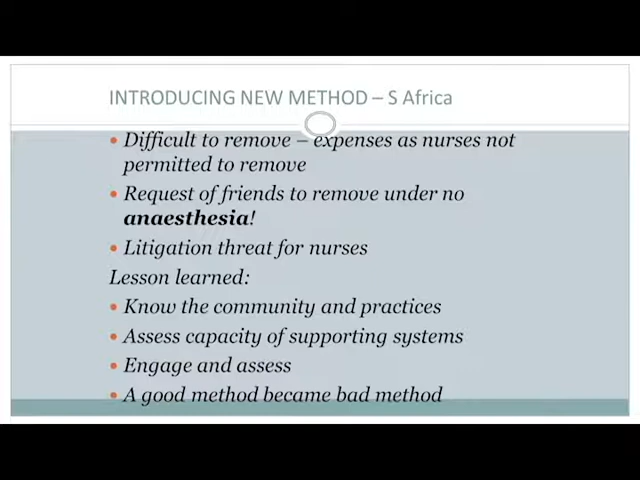 INTRODUCING NEW METHOD – S Africa
• Difficult to remove – expenses as nurses not
permitted to remove
• Request of friends to remove under no
anaesthesia!
• Litigation threat for nurses
Lesson learned:
• Know the community and practices
• Assess capacity of supporting systems
• Engage and assess
• A good method became bad method